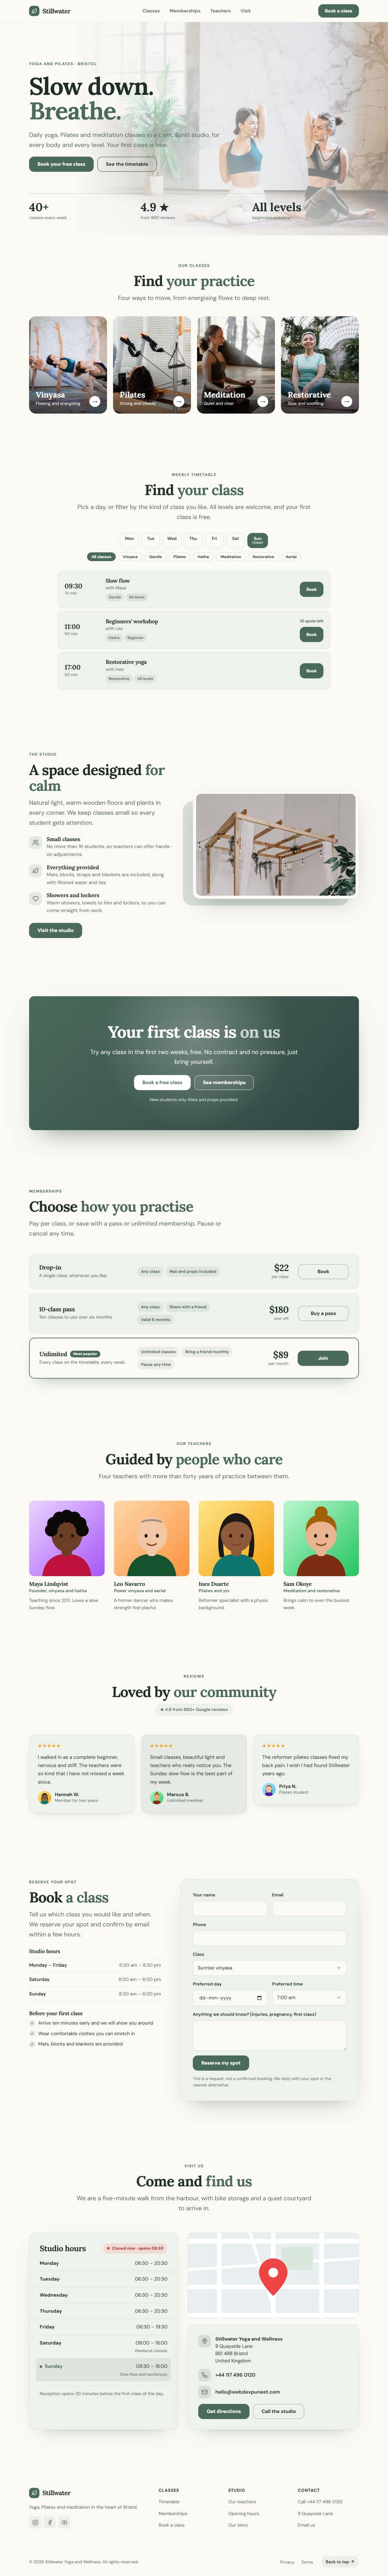 Stillwater
Classes Memberships Teachers Visit
Book a class
YOGA AND PILATES · BRISTOL
Slow down.
Breathe.
Daily yoga, Pilates and meditation classes in a calm, sunlit studio, for
every body and every level. Your first class is free.
Book your free class
See the timetable
40+
classes every week
4.9 ★
from 660 reviews
All levels
beginners welcome
OUR CLASSES
Find your practice
Four ways to move, from energising flows to deep rest.
Vinyasa
Flowing and energising
Pilates
Strong and steady
Meditation
Quiet and clear
Restorative
Slow and soothing
WEEKLY TIMETABLE
Find your class
Pick a day, or filter by the kind of class you like. All levels are welcome, and your first
class is free.
Mon Tue Wed Thu Fri Sat Sun
TODAY
All classes Vinyasa Gentle Pilates Hatha Meditation Restorative Aerial
09:30
75 min
Slow flow
with Maya
Gentle All levels
Book
11:00
90 min
Beginners' workshop
with Leo
Hatha Beginner
10 spots left
Book
17:00
60 min
Restorative yoga
with Ines
Restorative All levels
Book
THE STUDIO
A space designed for
calm
Natural light, warm wooden floors and plants in
every corner. We keep classes small so every
student gets attention.
Small classes
No more than 16 students, so teachers can offer hands-
on adjustments.
Everything provided
Mats, blocks, straps and blankets are included, along
with filtered water and tea.
Showers and lockers
Warm showers, towels to hire and lockers, so you can
come straight from work.
Visit the studio
Your first class is on us
Try any class in the first two weeks, free. No contract and no pressure, just
bring yourself.
Book a free class
See memberships
New students only. Mats and props provided.
MEMBERSHIPS
Choose how you practise
Pay per class, or save with a pass or unlimited membership. Pause or
cancel any time.
Drop-in
A single class, whenever you like.
Any class Mat and props included
$22
per class
Book
10-class pass
Ten classes to use over six months.
Any class Share with a friend
Valid 6 months
$180
one-off
Buy a pass
Unlimited Most popular
Every class on the timetable, every week.
Unlimited classes Bring a friend monthly
Pause any time
$89
per month
Join
OUR TEACHERS
Guided by people who care
Four teachers with more than forty years of practice between them.
Maya Lindqvist
Founder, vinyasa and hatha
Teaching since 2011. Loves a slow
Sunday flow.
Leo Navarro
Power vinyasa and aerial
A former dancer who makes
strength feel playful.
Ines Duarte
Pilates and yin
Reformer specialist with a physio
background.
Sam Okoye
Meditation and restorative
Brings calm to even the busiest
week.
REVIEWS
Loved by our community
★ 4.9 from 660+ Google reviews
★★★★★
I walked in as a complete beginner,
nervous and stiff. The teachers were
so kind that I have not missed a week
since.
Hannah W.
Member for two years
★★★★★
Small classes, beautiful light and
teachers who really notice you. The
Sunday slow flow is the best part of
my week.
Marcus B.
Unlimited member
★★★★★
The reformer pilates classes fixed my
back pain. I wish I had found Stillwater
years ago.
Priya N.
Pilates student
RESERVE YOUR SPOT
Book a class
Tell us which class you would like and when.
We reserve your spot and confirm by email
within a few hours.
Studio hours
Monday – Friday 6:30 am – 8:30 pm
Saturday 8:00 am – 6:00 pm
Sunday 8:30 am – 6:00 pm
Before your first class
Arrive ten minutes early and we will show you around
Wear comfortable clothes you can stretch in
Mats, blocks and blankets are provided
Your name
Email
Phone
Class
Sunrise vinyasa
Preferred day
Preferred time
dd-mm-yyyy
7:00 am
Anything we should know? (injuries, pregnancy, first class)
Reserve my spot
This is a request, not a confirmed booking. We reply with your spot or the
nearest alternative.
VISIT US
Come and find us
We are a five-minute walk from the harbour, with bike storage and a quiet courtyard
to arrive in.
Studio hours
Closed now · opens 08:30
Monday 06:30 – 20:30
Tuesday 06:30 – 20:30
Wednesday 06:30 – 20:30
Thursday 06:30 – 20:30
Friday 06:30 – 19:30
Saturday 08:00 – 18:00
Weekend classes
Sunday 08:30 – 18:00
Slow flow and workshops
Reception opens 30 minutes before the first class of the day.
Stillwater Yoga and Wellness
9 Quayside Lane
BS1 4RB Bristol
United Kingdom
+44 117 496 0120
hello@webdevpuneet.com
Get directions
Call the studio
Stillwater
Yoga, Pilates and meditation in the heart of Bristol.
CLASSES
Timetable
Memberships
Book a class
STUDIO
Our teachers
Opening hours
Our story
CONTACT
Call +44 117 496 0120
9 Quayside Lane
Email us
© 2026 Stillwater Yoga and Wellness. All rights reserved.
Privacy Terms Back to top ↑